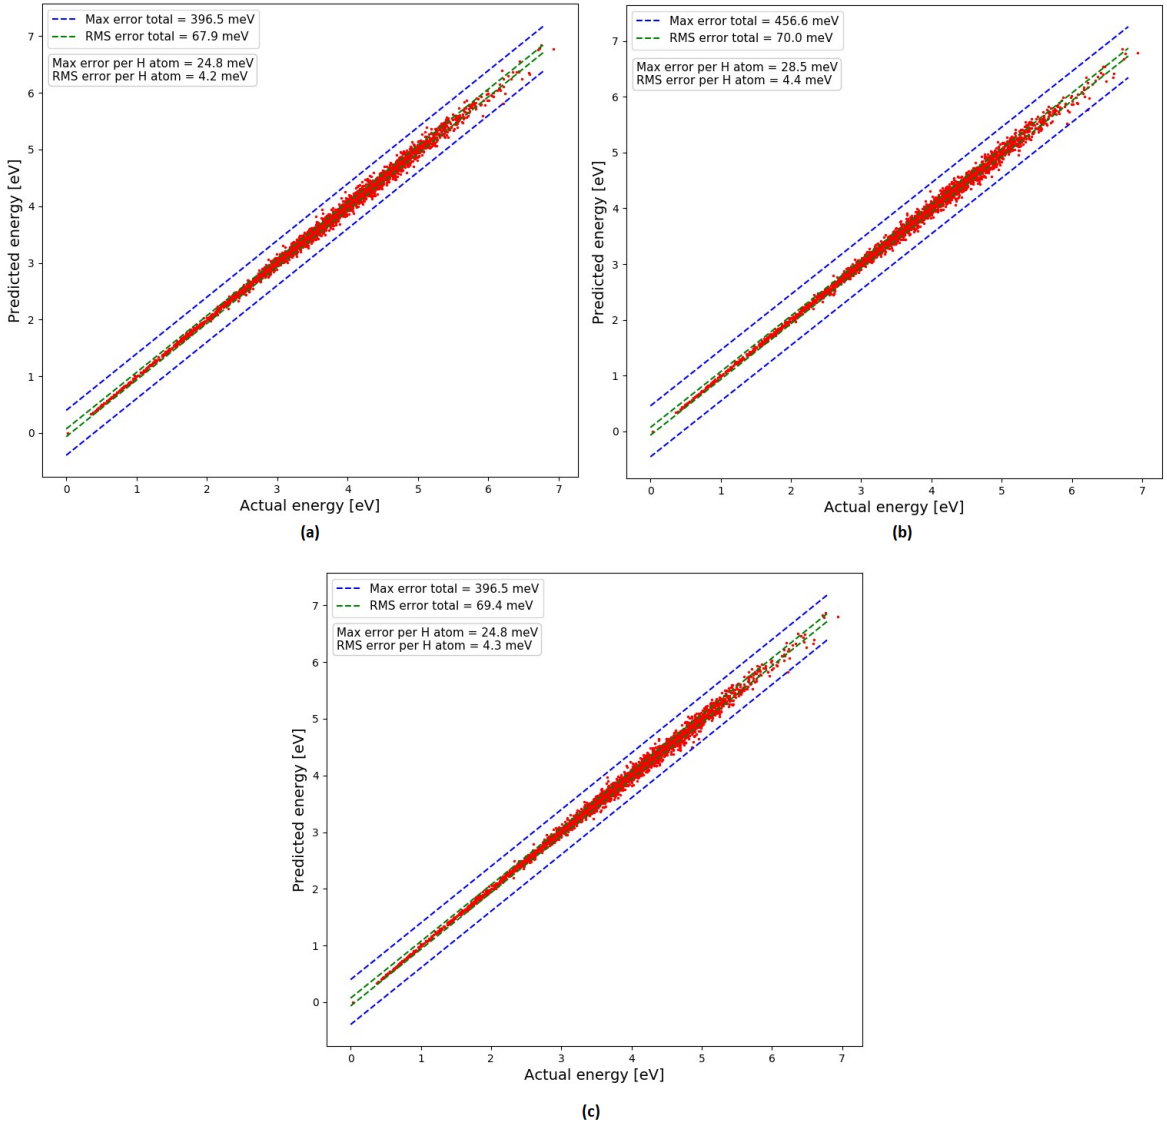 Max error total = 396.5 meV
RMS error total = 67.9 meV
Max error per H atom = 24.8 meV
RMS error per H atom = 4.2 meV
7
6
5
4
3
2
1
0
Predicted energy [eV]
0 1 2 3 4 5 6 7
Actual energy [eV]
(a)
Max error total = 456.6 meV
RMS error total = 70.0 meV
Max error per H atom = 28.5 meV
RMS error per H atom = 4.4 meV
7
6
5
4
3
2
1
0
Predicted energy [eV]
0 1 2 3 4 5 6 7
Actual energy [eV]
(b)
Max error total = 396.5 meV
RMS error total = 69.4 meV
Max error per H atom = 24.8 meV
RMS error per H atom = 4.3 meV
7
6
5
4
3
2
1
0
Predicted energy [eV]
0 1 2 3 4 5 6 7
Actual energy [eV]
(c)